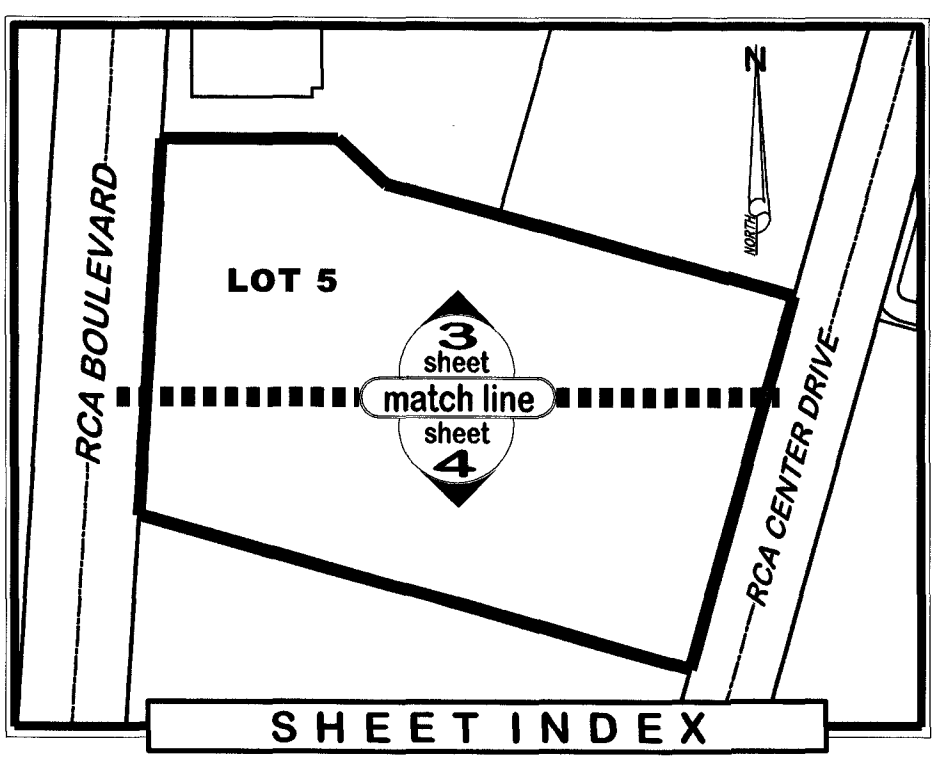 N
NORTH
RCA BOULEVARD
LOT 5
3
sheet
match line
sheet
4
RCA CENTER DRIVE
SHEET INDEX